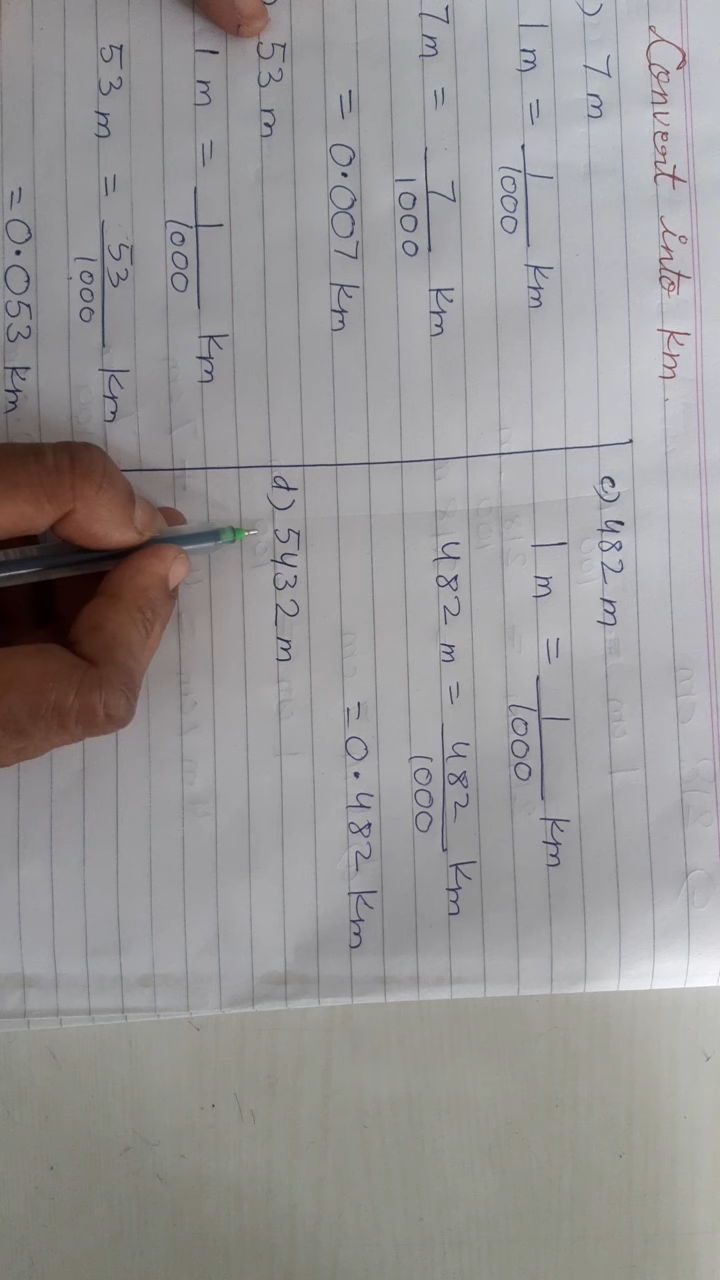 Convert into km.
) 7 m
1 m = 1/1000 km
7 m = 7/1000 km
= 0.007 km
) 53 m
1 m = 1/1000 km
53 m = 53/1000 km
= 0.053 km
c) 482 m
1 m = 1/1000 km
482 m = 482/1000 km
= 0.482 km
d) 5432 m